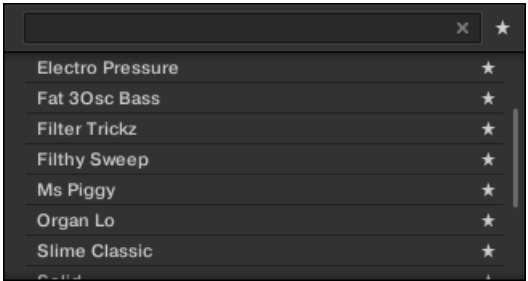 Electro Pressure
Fat 3Osc Bass
Filter Trickz
Filthy Sweep
Ms Piggy
Organ Lo
Slime Classic